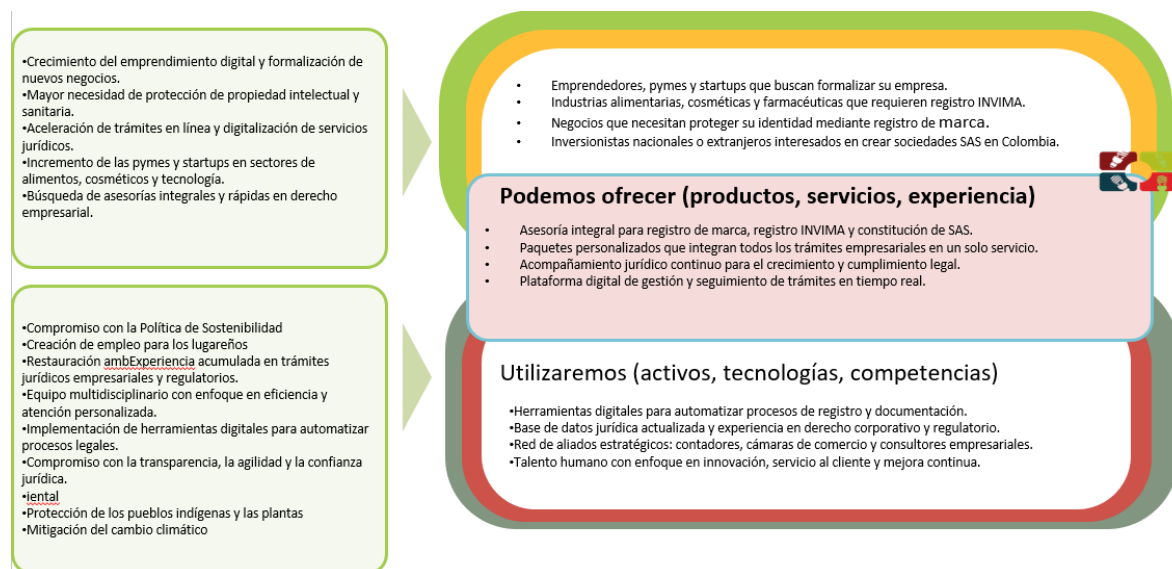 •Crecimiento del emprendimiento digital y formalización de
nuevos negocios.
•Mayor necesidad de protección de propiedad intelectual y
sanitaria.
•Aceleración de trámites en línea y digitalización de servicios
jurídicos.
•Incremento de las pymes y startups en sectores de
alimentos, cosméticos y tecnología.
•Búsqueda de asesorías integrales y rápidas en derecho
empresarial.
•Compromiso con la Política de Sostenibilidad
•Creación de empleo para los lugareños
•Restauración ambExperiencia acumulada en trámites
jurídicos empresariales y regulatorios.
•Equipo multidisciplinario con enfoque en eficiencia y
atención personalizada.
•Implementación de herramientas digitales para automatizar
procesos legales.
•Compromiso con la transparencia, la agilidad y la confianza
jurídica.
•iental
•Protección de los pueblos indígenas y las plantas
•Mitigación del cambio climático
• Emprendedores, pymes y startups que buscan formalizar su empresa.
• Industrias alimentarias, cosméticas y farmacéuticas que requieren registro INVIMA.
• Negocios que necesitan proteger su identidad mediante registro de marca.
• Inversionistas nacionales o extranjeros interesados en crear sociedades SAS en Colombia.
Podemos ofrecer (productos, servicios, experiencia)
• Asesoría integral para registro de marca, registro INVIMA y constitución de SAS.
• Paquetes personalizados que integran todos los trámites empresariales en un solo servicio.
• Acompañamiento jurídico continuo para el crecimiento y cumplimiento legal.
• Plataforma digital de gestión y seguimiento de trámites en tiempo real.
Utilizaremos (activos, tecnologías, competencias)
•Herramientas digitales para automatizar procesos de registro y documentación.
•Base de datos jurídica actualizada y experiencia en derecho corporativo y regulatorio.
•Red de aliados estratégicos: contadores, cámaras de comercio y consultores empresariales.
•Talento humano con enfoque en innovación, servicio al cliente y mejora continua.